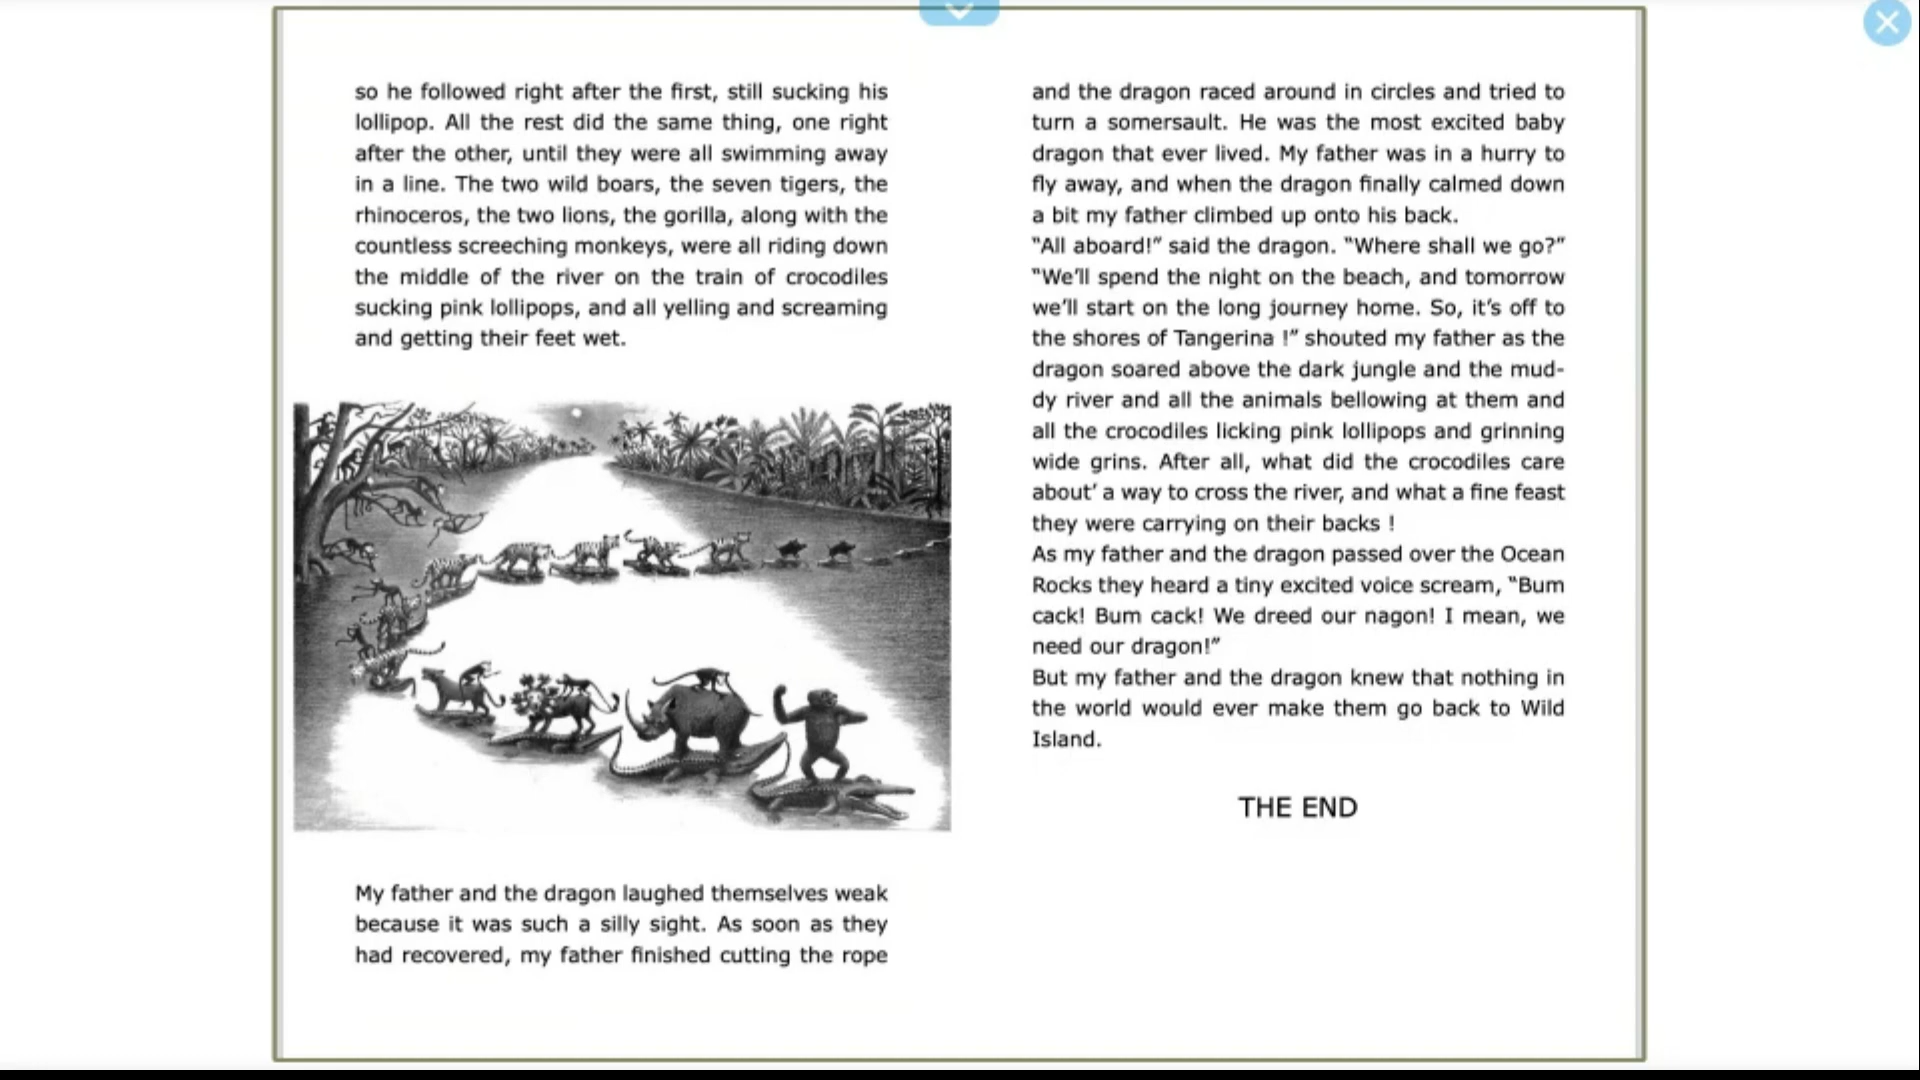 so he followed right after the first, still sucking his
lollipop. All the rest did the same thing, one right
after the other, until they were all swimming away
in a line. The two wild boars, the seven tigers, the
rhinoceros, the two lions, the gorilla, along with the
countless screeching monkeys, were all riding down
the middle of the river on the train of crocodiles
sucking pink lollipops, and all yelling and screaming
and getting their feet wet.
My father and the dragon laughed themselves weak
because it was such a silly sight. As soon as they
had recovered, my father finished cutting the rope
and the dragon raced around in circles and tried to
turn a somersault. He was the most excited baby
dragon that ever lived. My father was in a hurry to
fly away, and when the dragon finally calmed down
a bit my father climbed up onto his back.
“All aboard!” said the dragon. “Where shall we go?”
“We’ll spend the night on the beach, and tomorrow
we’ll start on the long journey home. So, it’s off to
the shores of Tangerina !” shouted my father as the
dragon soared above the dark jungle and the mud-
dy river and all the animals bellowing at them and
all the crocodiles licking pink lollipops and grinning
wide grins. After all, what did the crocodiles care
about’ a way to cross the river, and what a fine feast
they were carrying on their backs !
As my father and the dragon passed over the Ocean
Rocks they heard a tiny excited voice scream, “Bum
cack! Bum cack! We dreed our nagon! I mean, we
need our dragon!”
But my father and the dragon knew that nothing in
the world would ever make them go back to Wild
Island.
THE END